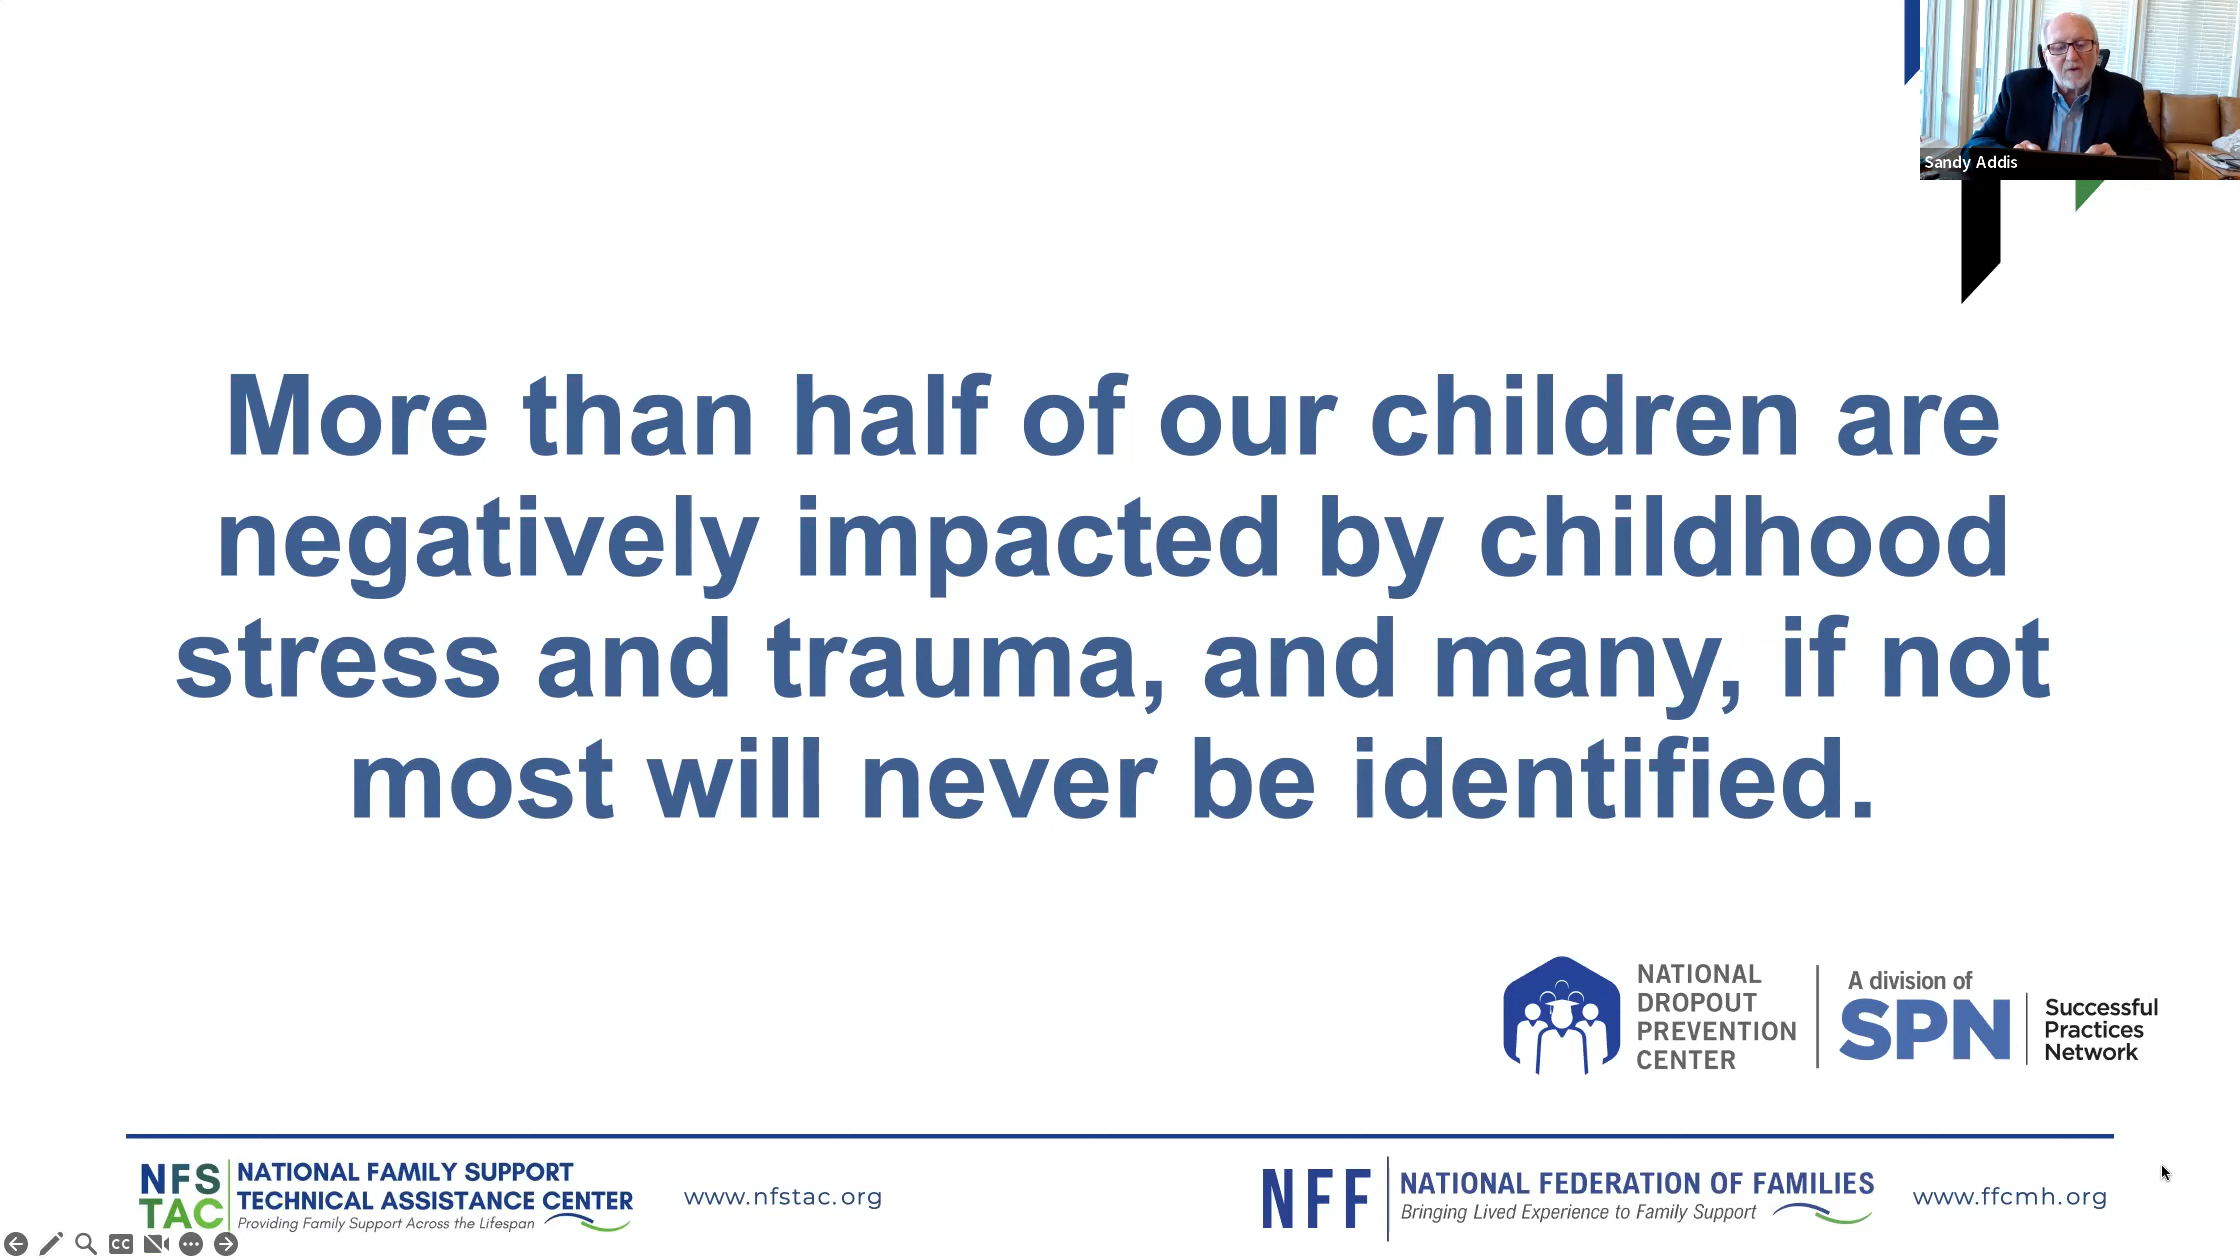 Sandy Addis
More than half of our children are
negatively impacted by childhood
stress and trauma, and many, if not
most will never be identified.
NATIONAL
DROPOUT
PREVENTION
CENTER
A division of
SPN
Successful
Practices
Network
NFS
TAC
NATIONAL FAMILY SUPPORT
TECHNICAL ASSISTANCE CENTER
Providing Family Support Across the Lifespan
www.nfstac.org
NFF
NATIONAL FEDERATION OF FAMILIES
Bringing Lived Experience to Family Support
www.ffcmh.org
CC